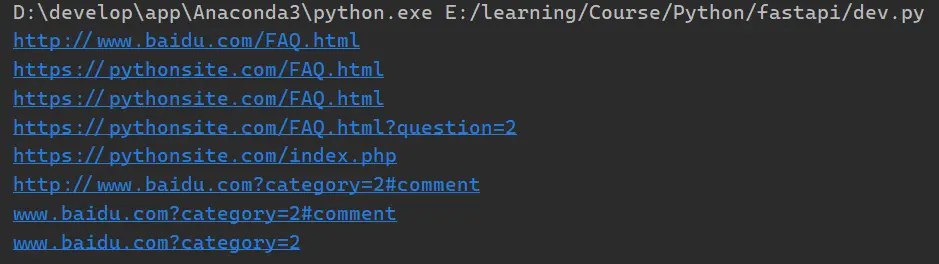 D:\develop\app\Anaconda3\python.exe E:/learning/Course/Python/fastapi/dev.py
http://www.baidu.com/FAQ.html
https://pythonsite.com/FAQ.html
https://pythonsite.com/FAQ.html
https://pythonsite.com/FAQ.html?question=2
https://pythonsite.com/index.php
http://www.baidu.com?category=2#comment
www.baidu.com?category=2#comment
www.baidu.com?category=2